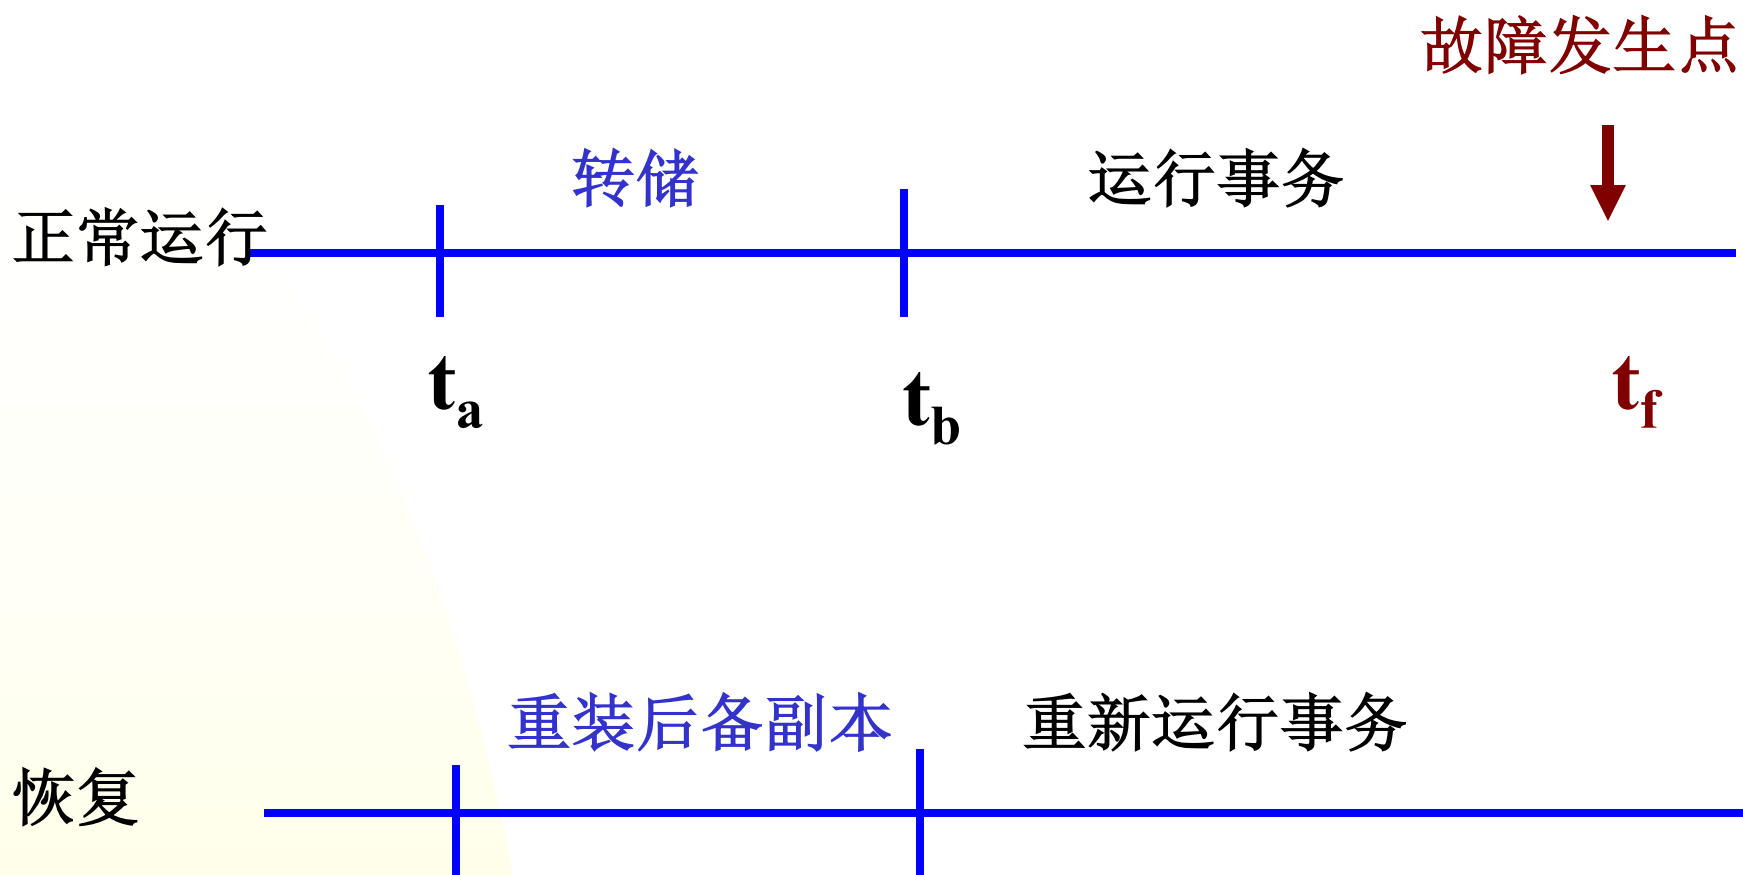 故障发生点
转储 运行事务
正常运行
ta tb tf
重装后备副本 重新运行事务
恢复